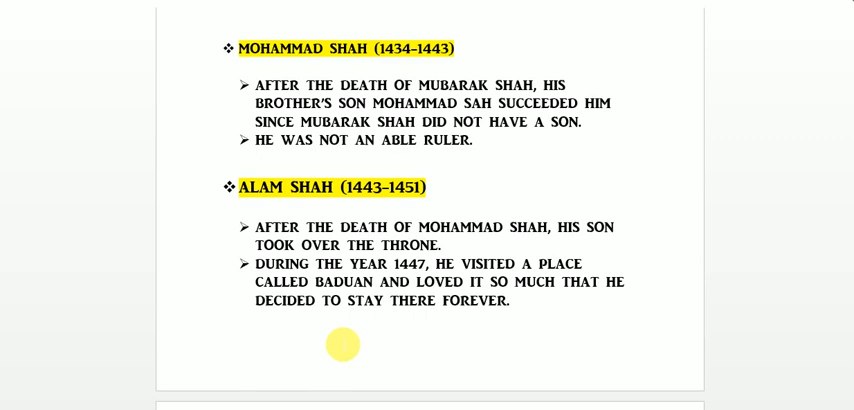 ❖ MOHAMMAD SHAH (1434-1443)
➢ AFTER THE DEATH OF MUBARAK SHAH, HIS
BROTHER'S SON MOHAMMAD SAH SUCCEEDED HIM
SINCE MUBARAK SHAH DID NOT HAVE A SON.
➢ HE WAS NOT AN ABLE RULER.
❖ ALAM SHAH (1443-1451)
➢ AFTER THE DEATH OF MOHAMMAD SHAH, HIS SON
TOOK OVER THE THRONE.
➢ DURING THE YEAR 1447, HE VISITED A PLACE
CALLED BADUAN AND LOVED IT SO MUCH THAT HE
DECIDED TO STAY THERE FOREVER.